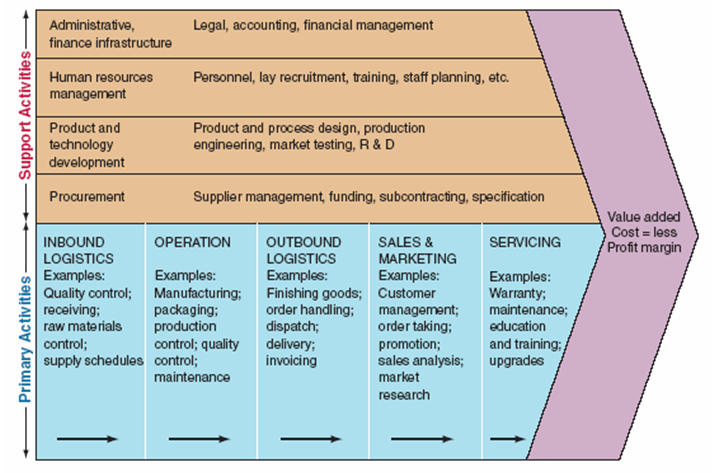 Support Activities
Administrative,
finance infrastructure
Legal, accounting, financial management
Human resources
management
Personnel, lay recruitment, training, staff planning, etc.
Product and
technology
development
Product and process design, production
engineering, market testing, R & D
Procurement
Supplier management, funding, subcontracting, specification
Primary Activities
INBOUND
LOGISTICS
Examples:
Quality control;
receiving;
raw materials
control;
supply schedules
OPERATION
Examples:
Manufacturing;
packaging;
production
control; quality
control;
maintenance
OUTBOUND
LOGISTICS
Examples:
Finishing goods;
order handling;
dispatch;
delivery;
invoicing
SALES &
MARKETING
Examples:
Customer
management;
order taking;
promotion;
sales analysis;
market
research
SERVICING
Examples:
Warranty;
maintenance;
education
and training;
upgrades
Value added
Cost = less
Profit margin